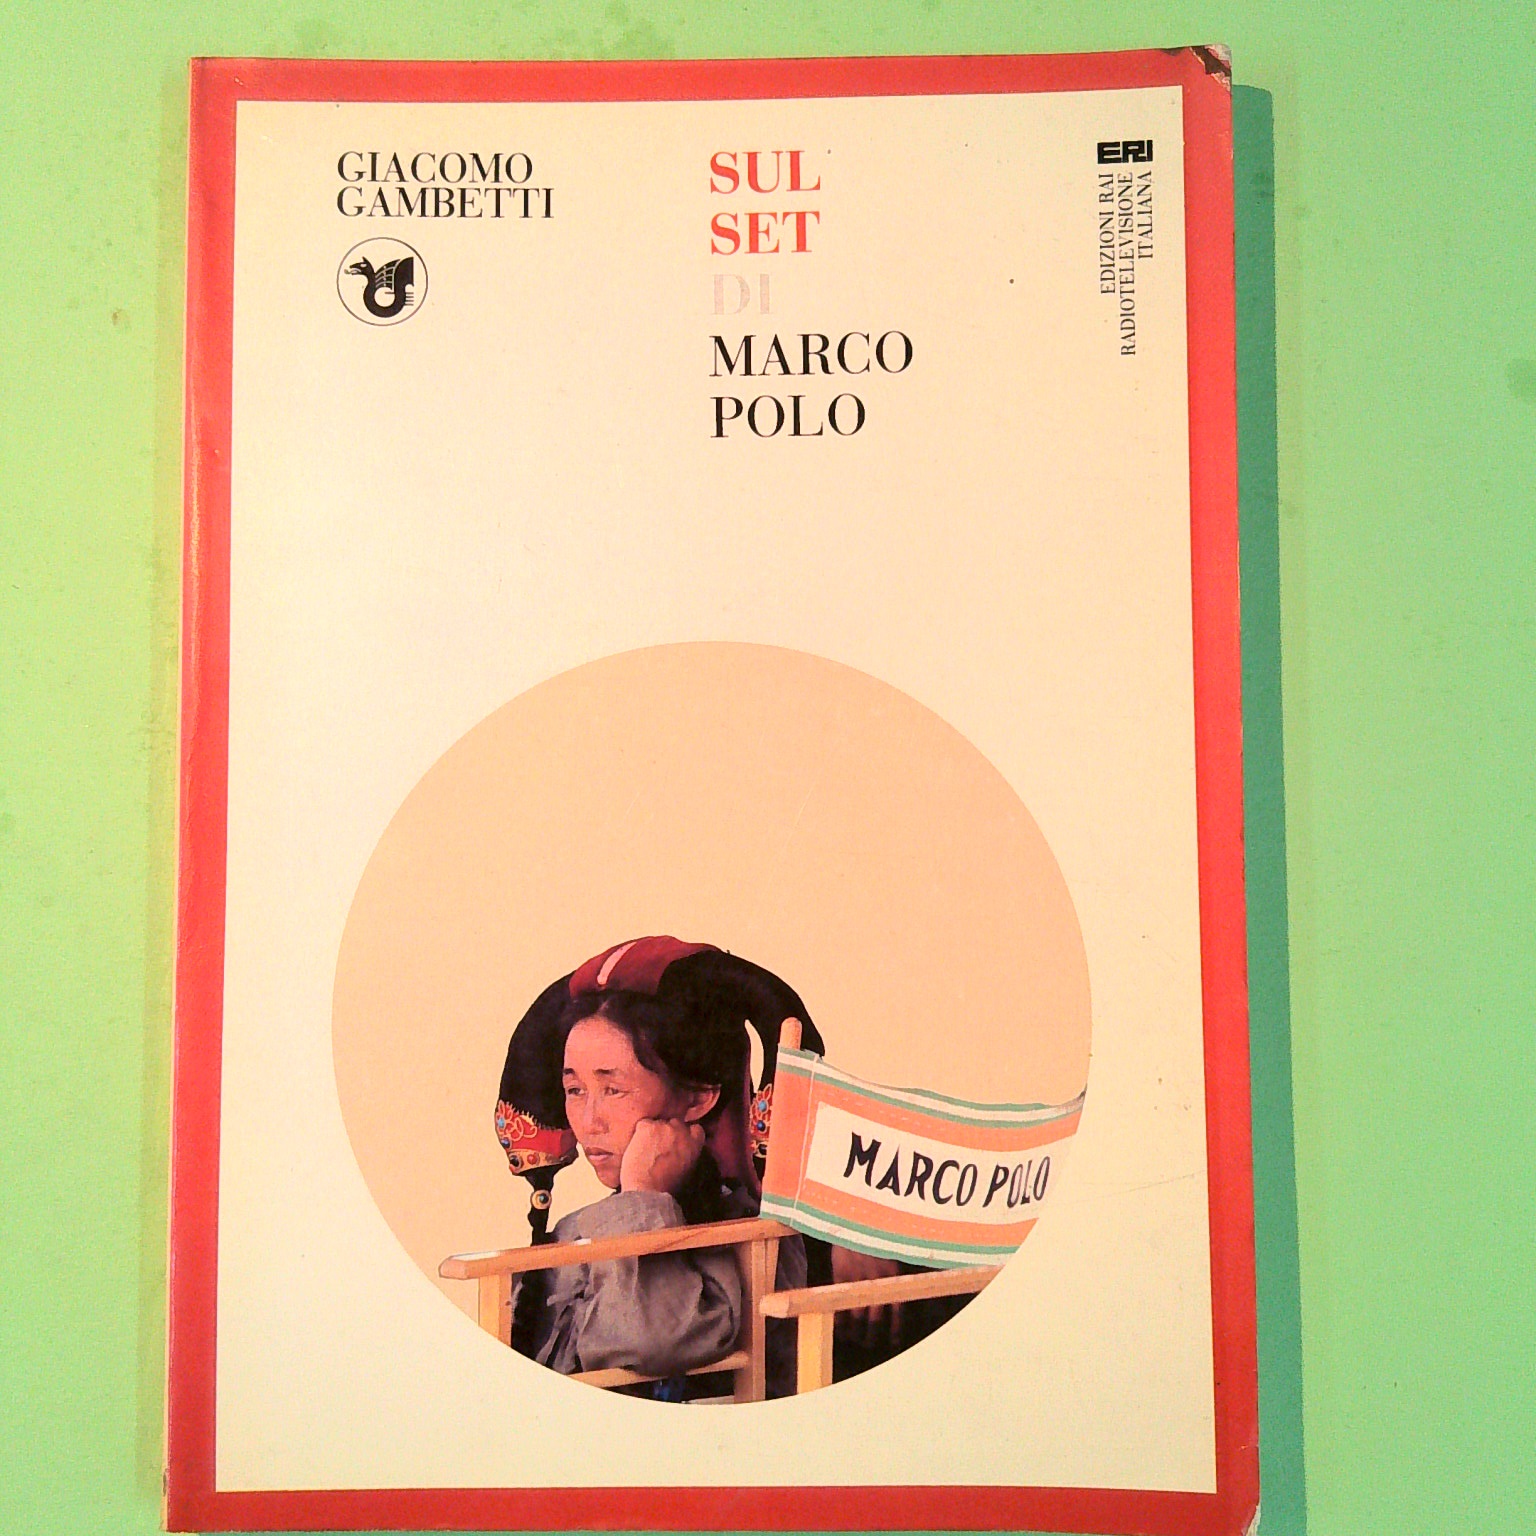 GIACOMO
GAMBETTI
SUL
SET
DI
MARCO
POLO
ERI
EDIZIONI RAI
RADIOTELEVISIONE
ITALIANA
MARCO POLO